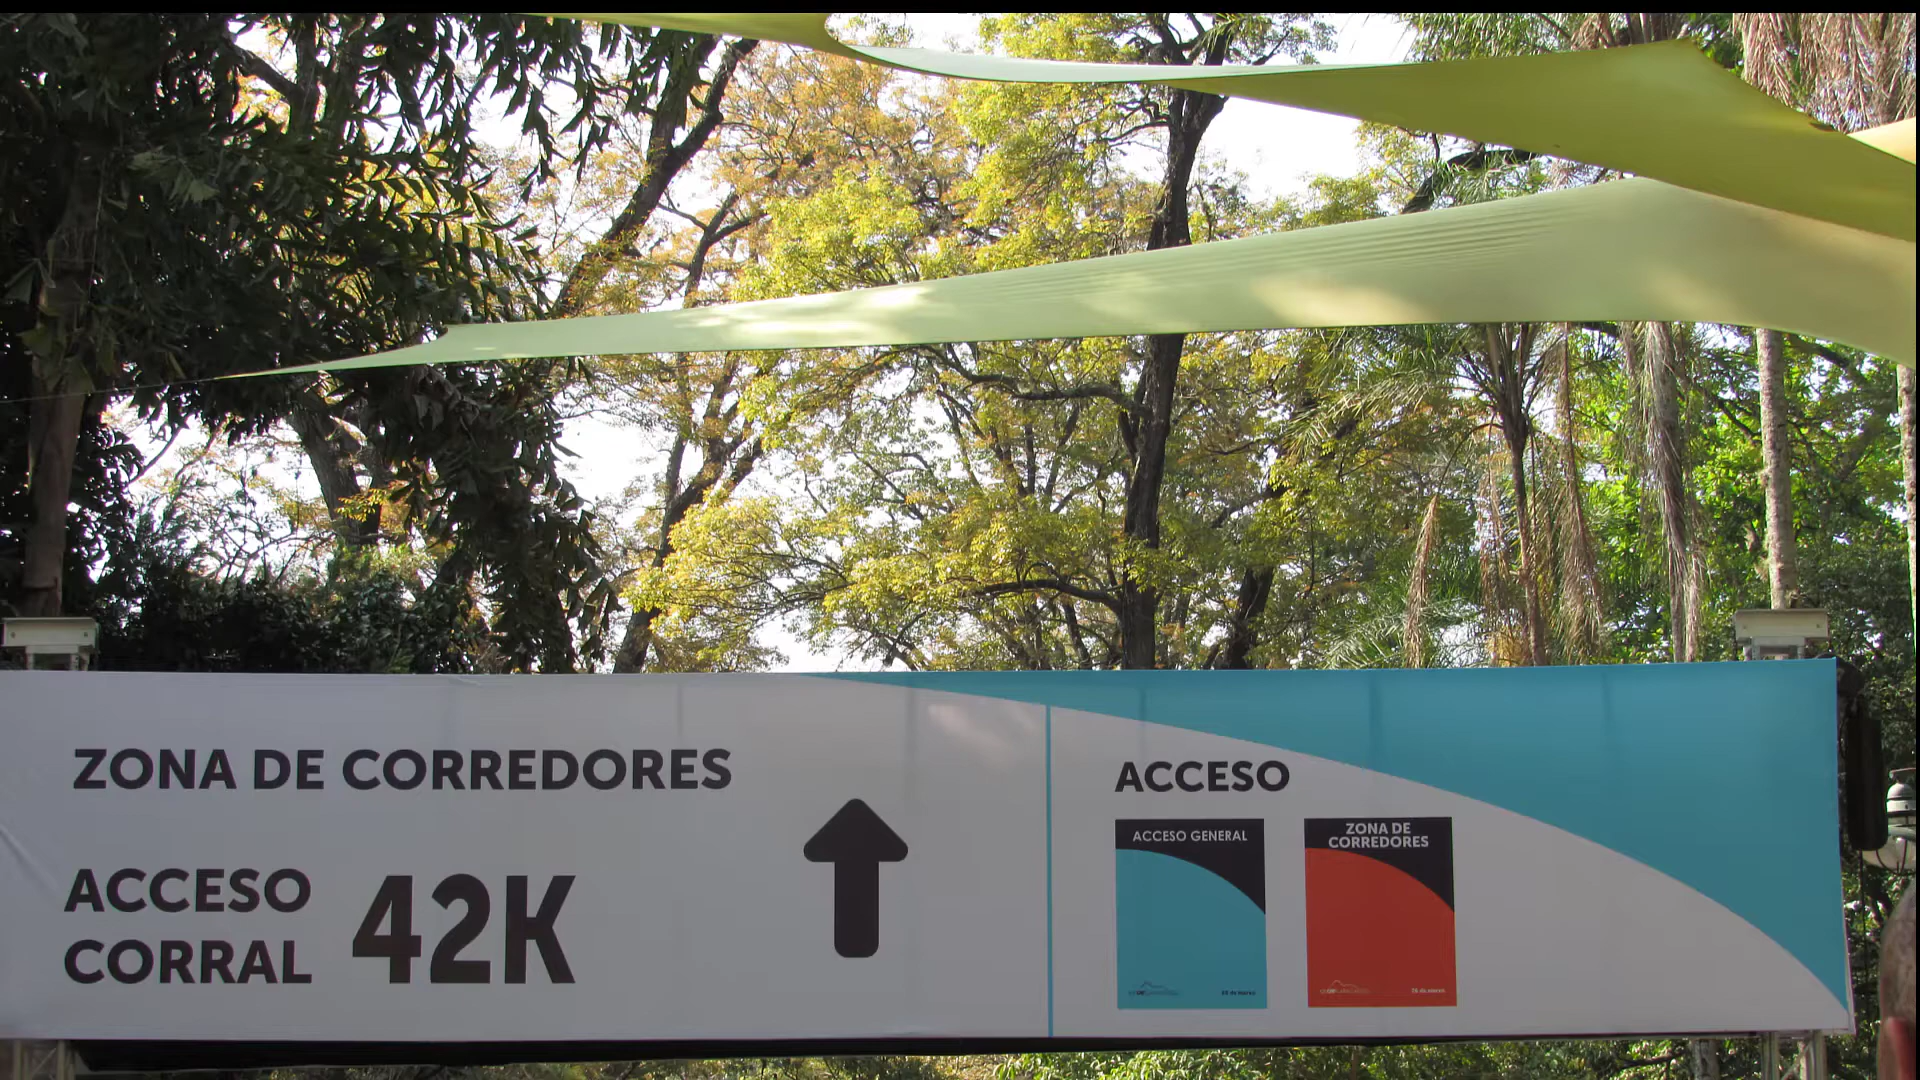 ZONA DE CORREDORES
ACCESO
CORRAL
42K
ACCESO
ACCESO GENERAL
ZONA DE
CORREDORES